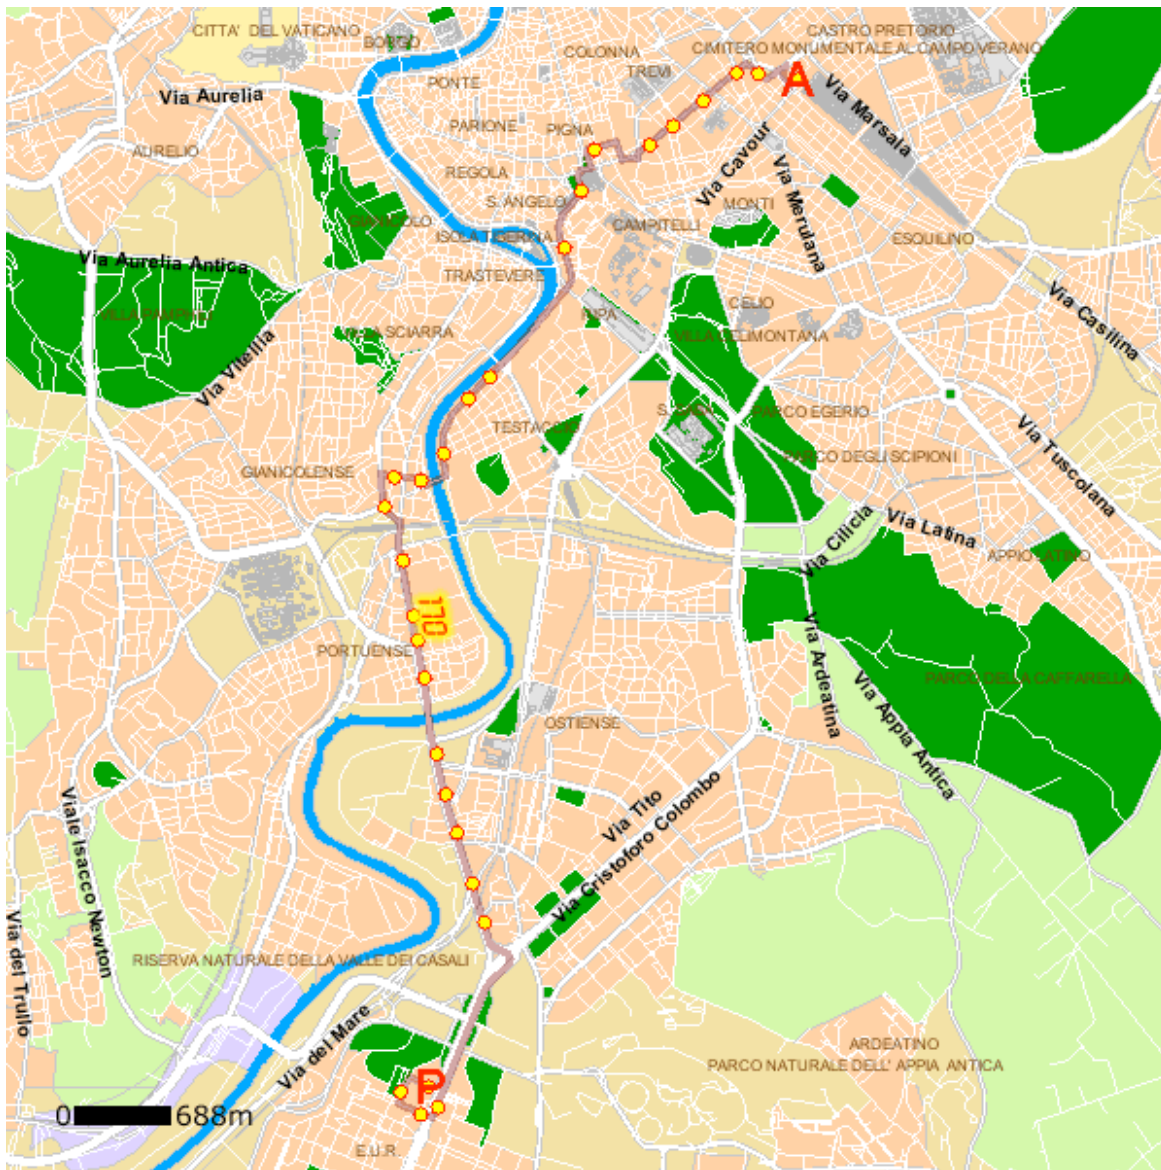 CITTA' DEL VATICANO
CASTRO PRETORIO
BORGO
COLONNA
CIMITERO MONUMENTALE AL CAMPO VERANO
TREVI
A
PONTE
Via Aurelia
Via Marsala
PARIONE
PIGNA
Via Cavour
AURELIO
REGOLA
Via Merulana
S. ANGELO
MONTI
GIANICOLO
CAMPITELLI
ISOLA TIBERINA
ESQUILINO
Via Aurelia Antica
TRASTEVERE
Via Casilina
CELIO
VILLA PAMPHILI
RIPA
VILLA SCIARRA
VILLA CELIMONTANA
Via Vitellia
S. SABA
PARCO EGERIO
TESTACCIO
Via Tuscolana
PARCO DEGLI SCIPIONI
GIANICOLENSE
Via Cilicia
Via Latina
APPIO LATINO
170
Via Ardeatina
PORTUENSE
PARCO DELLA CAFFARELLA
Via Appia Antica
OSTIENSE
Viale Isacco Newton
Via Tito
Via Cristoforo Colombo
Via del Trullo
RISERVA NATURALE DELLA VALLE DEI CASALI
Via del Mare
ARDEATINO
PARCO NATURALE DELL' APPIA ANTICA
P
0 688m
E.U.R.